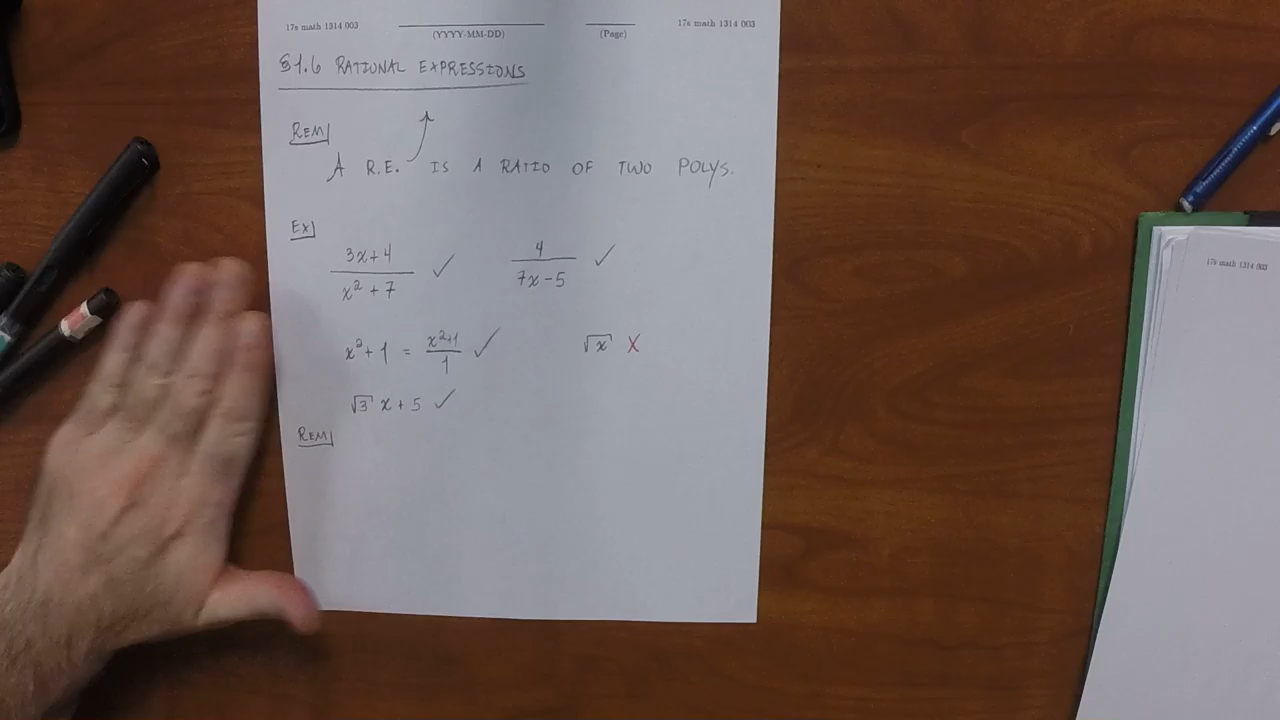 17s math 1314 003 (YYYY-MM-DD) (Page) 17s math 1314 003
§1.6 RATIONAL EXPRESSIONS
REM
A R.E. IS A RATIO OF TWO POLYS.
EX
3x+4 / x²+7 ✓ 4 / 7x-5 ✓
x²+1 = x²+1 / 1 ✓ √x X
√3 x+5 ✓
REM
17s math 1314 003